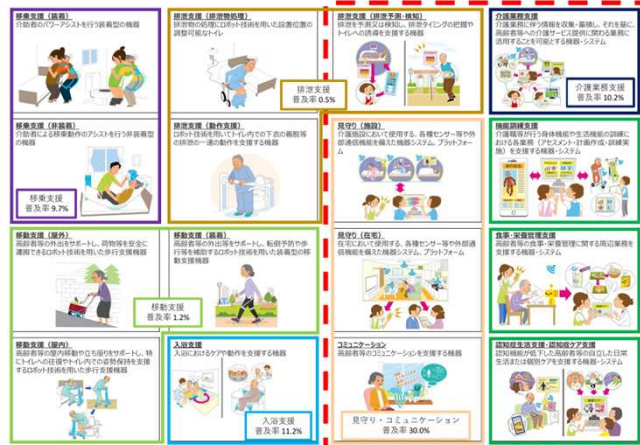 移乗支援（装着）
介助者のパワーアシストを行う装着型の機器
排泄支援（排泄物処理）
排泄物の処理にロボット技術を用いた設置位置の
調整可能なトイレ
排泄支援（排泄予測・検知）
排泄を予測又は検知し、排泄タイミングの把握や
トイレへの誘導を支援する機器
介護業務支援
介護業務に伴う情報を収集・蓄積し、それを基に、
高齢者等への介護サービス提供に関わる業務に
活用することを可能とする機器・システム
排泄支援
普及率 0.5%
介護業務支援
普及率 10.2%
移乗支援（非装着）
介助者による移乗動作のアシストを行う非装着型
の機器
移乗支援
普及率 9.7%
排泄支援（動作支援）
ロボット技術を用いてトイレ内での下衣の着脱等
の排泄の一連の動作を支援する機器
見守り（施設）
介護施設において使用する、各種センサー等や外部
通信機能を備えた機器システム、プラットフォー
ム
機能訓練支援
介護職等が行う身体機能や生活機能の訓練に
おける各業務（アセスメント・計画作成・訓練実
施）を支援する機器・システム
移動支援（屋外）
高齢者等の外出をサポートし、荷物等を安全に
運搬できるロボット技術を用いた歩行支援機器
移動支援（装着）
高齢者等の外出等をサポートし、転倒予防や歩
行等を補助するロボット技術を用いた装着型の移
動支援機器
移動支援
普及率 1.2%
見守り（在宅）
在宅において使用する、各種センサー等や外部通
信機能を備えた機器システム、プラットフォーム
食事・栄養管理支援
高齢者等の食事・栄養管理に関する周辺業務を
支援する機器・システム
移動支援（屋内）
高齢者等の屋内移動や立ち座りをサポートし、特
にトイレへの往復やトイレ内での姿勢保持を支援
するロボット技術を用いた歩行支援機器
入浴支援
入浴におけるケアや動作を支援する機器
入浴支援
普及率 11.2%
コミュニケーション
高齢者等のコミュニケーションを支援する機器
見守り・コミュニケーション
普及率 30.0%
認知症生活支援・認知症ケア支援
認知機能が低下した高齢者等の自立した日常
生活または個別ケアを支援する機器・システム